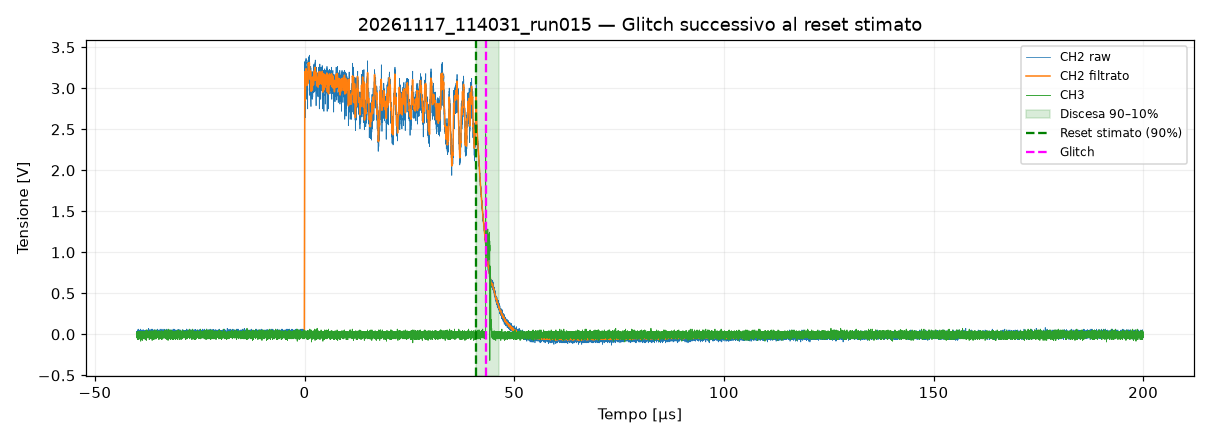 20261117_114031_run015 — Glitch successivo al reset stimato
Tensione [V]
3.5
3.0
2.5
2.0
1.5
1.0
0.5
0.0
−0.5
CH2 raw
CH2 filtrato
CH3
Discesa 90–10%
Reset stimato (90%)
Glitch
−50
0
50
100
150
200
Tempo [µs]